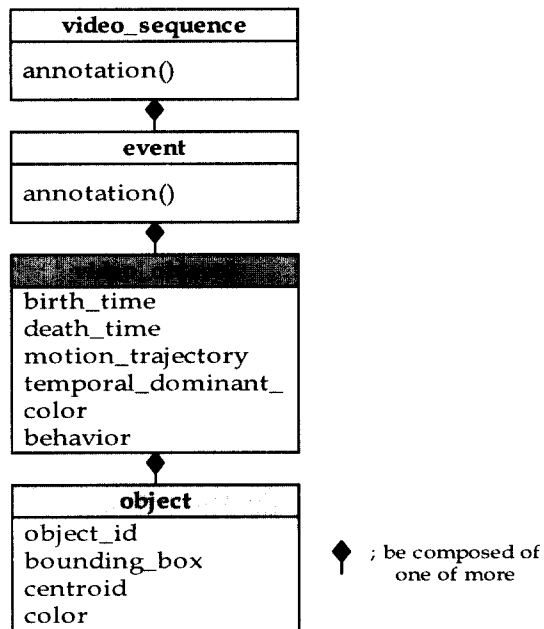 video_sequence
annotation()
event
annotation()
birth_time
death_time
motion_trajectory
temporal_dominant_
color
behavior
object
object_id
bounding_box
centroid
color
; be composed of
one of more